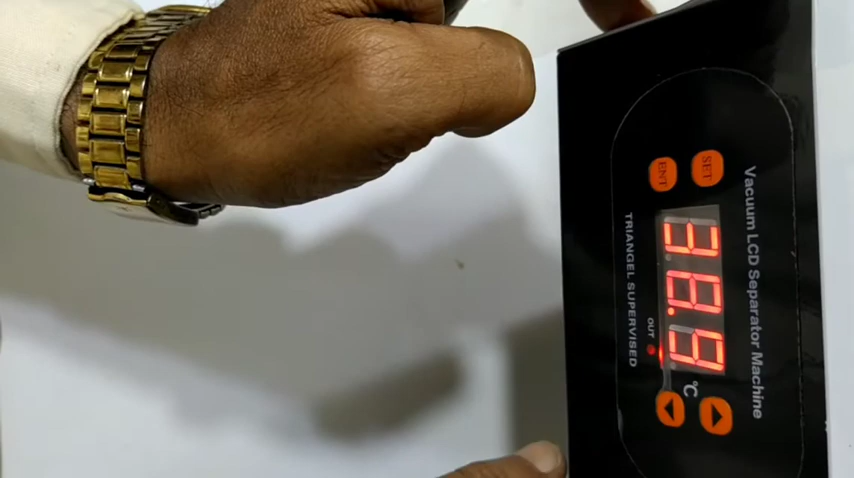 Vacuum LCD Separator Machine
SET
ENT
38.9
°C
OUT
TRIANGEL SUPERVISED